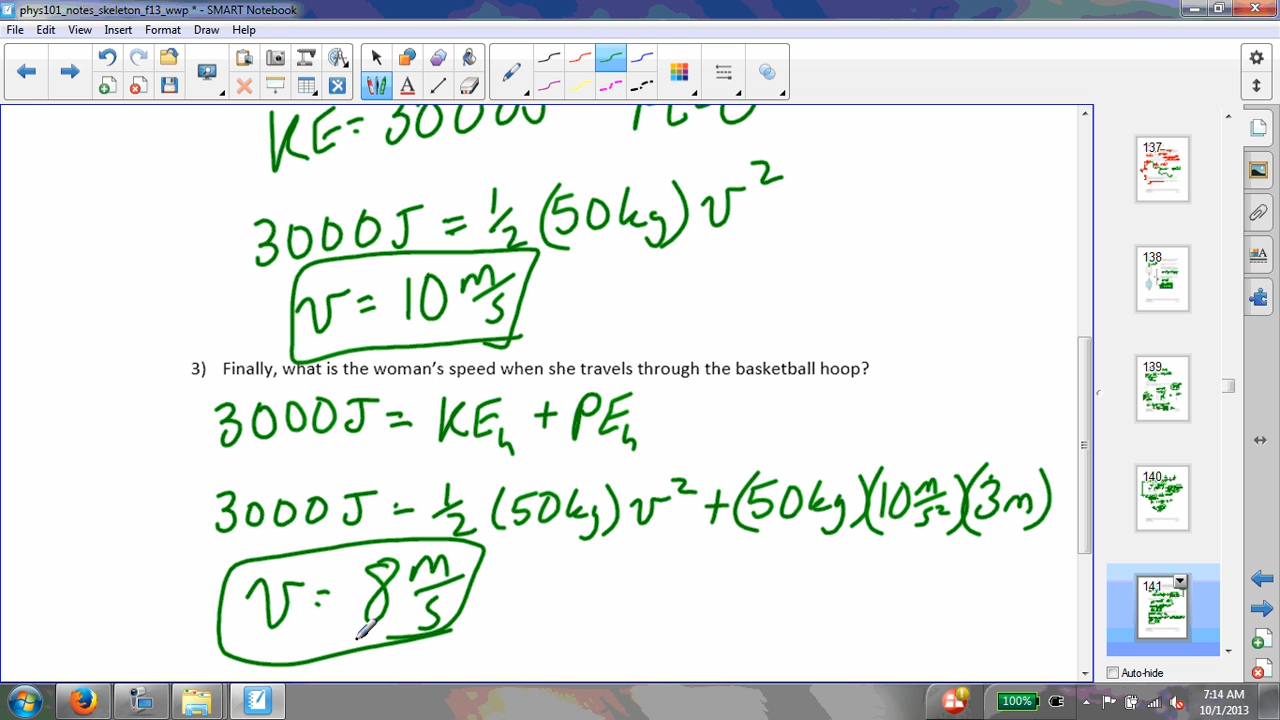 phys101_notes_skeleton_f13_wwp * - SMART Notebook
File Edit View Insert Format Draw Help
KE = 3000J
3000J = 1/2 (50kg) v²
v = 10 m/s
3) Finally, what is the woman's speed when she travels through the basketball hoop?
3000J = KEh + PEh
3000J = 1/2 (50kg) v² + (50kg)(10 m/s²)(3m)
v = 8 m/s
137
138
139
140
141
Auto-hide
100%
7:14 AM
10/1/2013